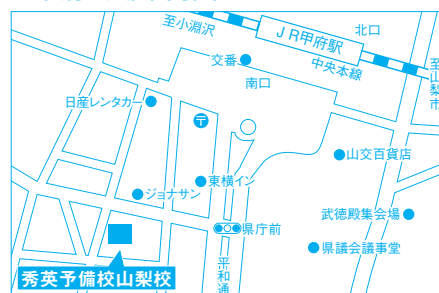 至小淵沢
JR甲府駅
北口
交番
中央本線
至山梨市
南口
日産レンタカー
〒
山交百貨店
東横イン
ジョナサン
武徳殿集会場
県庁前
県議会議事堂
平和通
秀英予備校山梨校